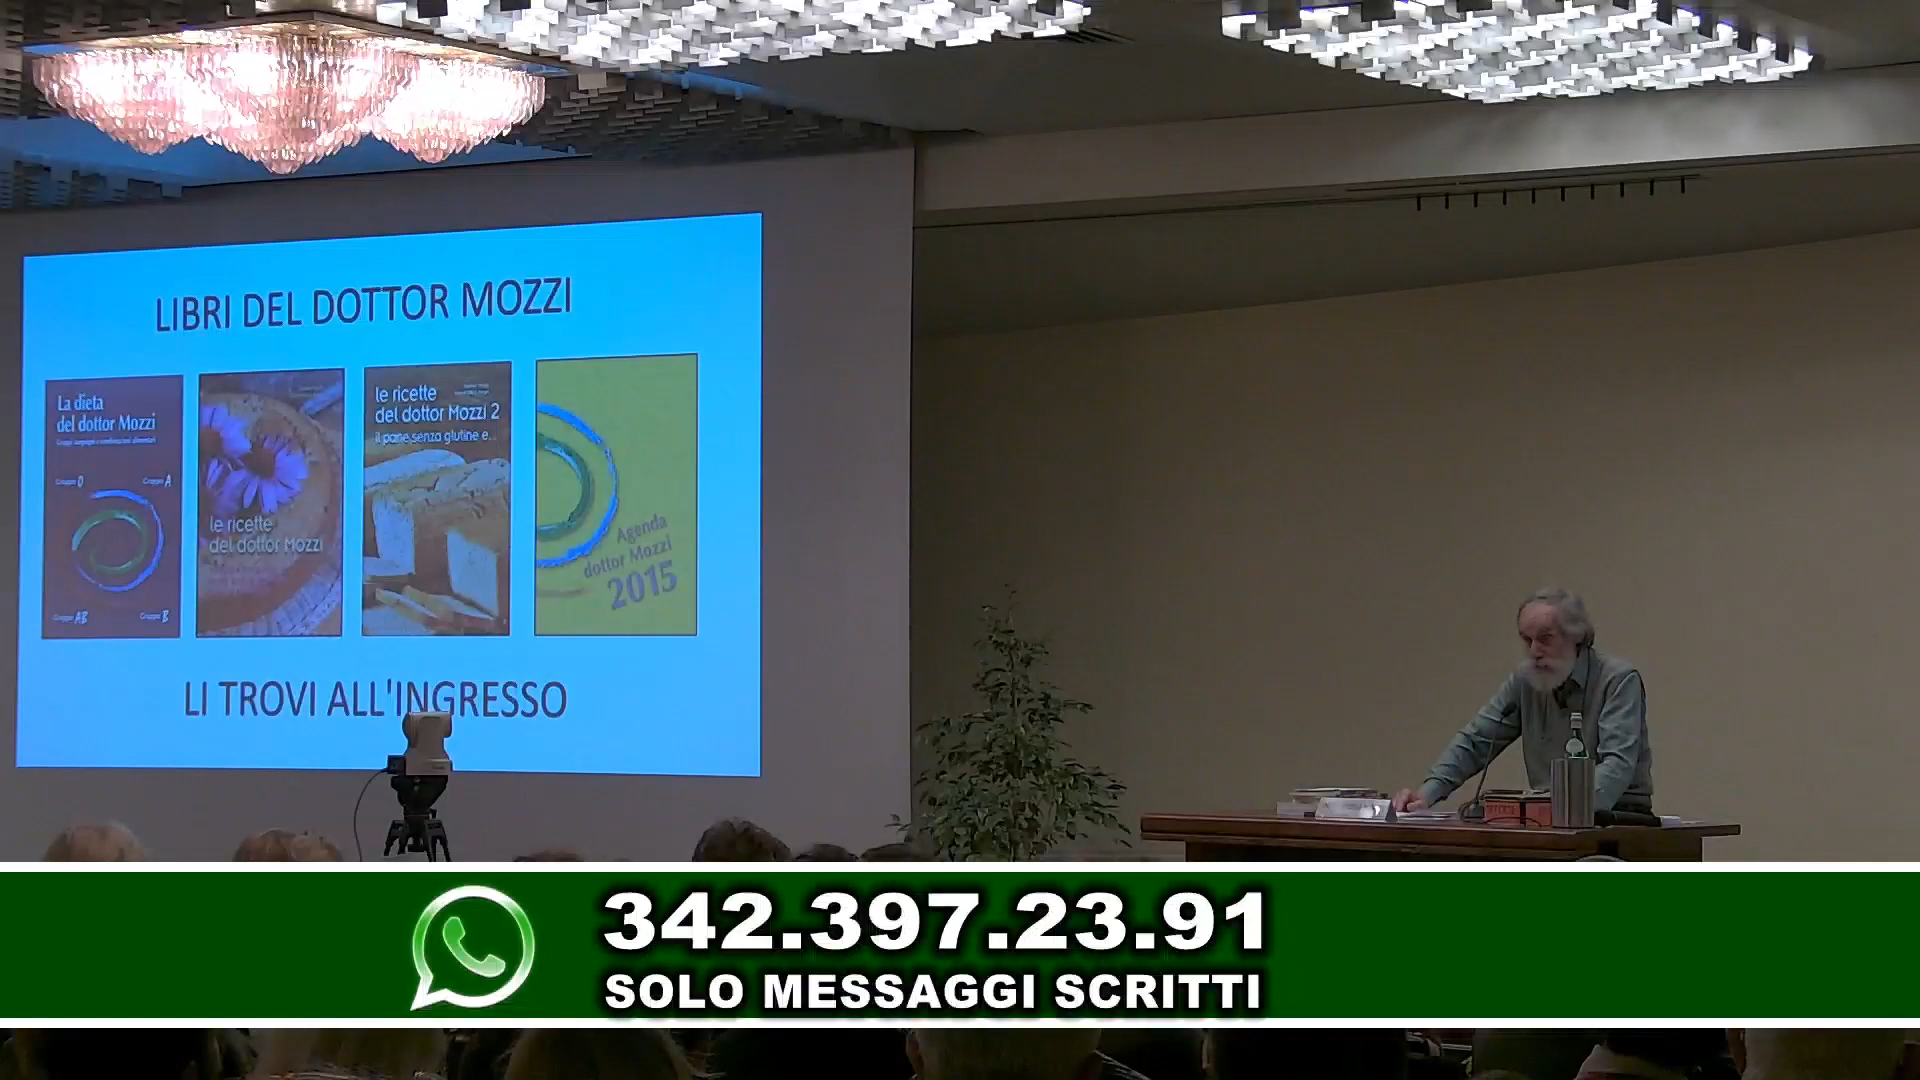 LIBRI DEL DOTTOR MOZZI
La dieta
del dottor Mozzi
Gruppo 0
Gruppo A
Gruppo AB
Gruppo B
le ricette
del dottor Mozzi
le ricette
del dottor Mozzi 2
il pane senza glutine e...
Agenda
dottor Mozzi
2015
LI TROVI ALL'INGRESSO
342.397.23.91
SOLO MESSAGGI SCRITTI